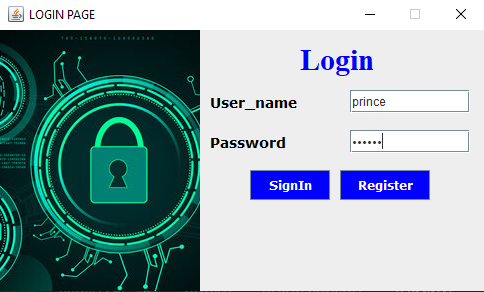 LOGIN PAGE
Login
User_name
prince
Password
••••••
SignIn
Register